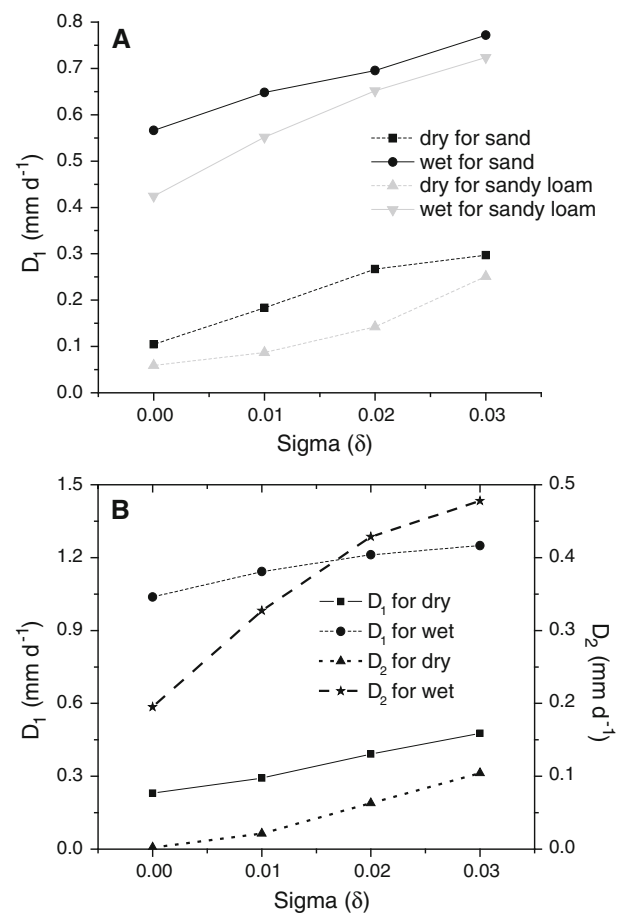 A
0.8
0.7
0.6
0.5
0.4
0.3
0.2
0.1
0.0
D₁ (mm d⁻¹)
dry for sand
wet for sand
dry for sandy loam
wet for sandy loam
0.00 0.01 0.02 0.03
Sigma (δ)
B
1.5
1.2
0.9
0.6
0.3
0.0
D₁ (mm d⁻¹)
D₁ for dry
D₁ for wet
D₂ for dry
D₂ for wet
0.5
0.4
0.3
0.2
0.1
0.0
D₂ (mm d⁻¹)
0.00 0.01 0.02 0.03
Sigma (δ)